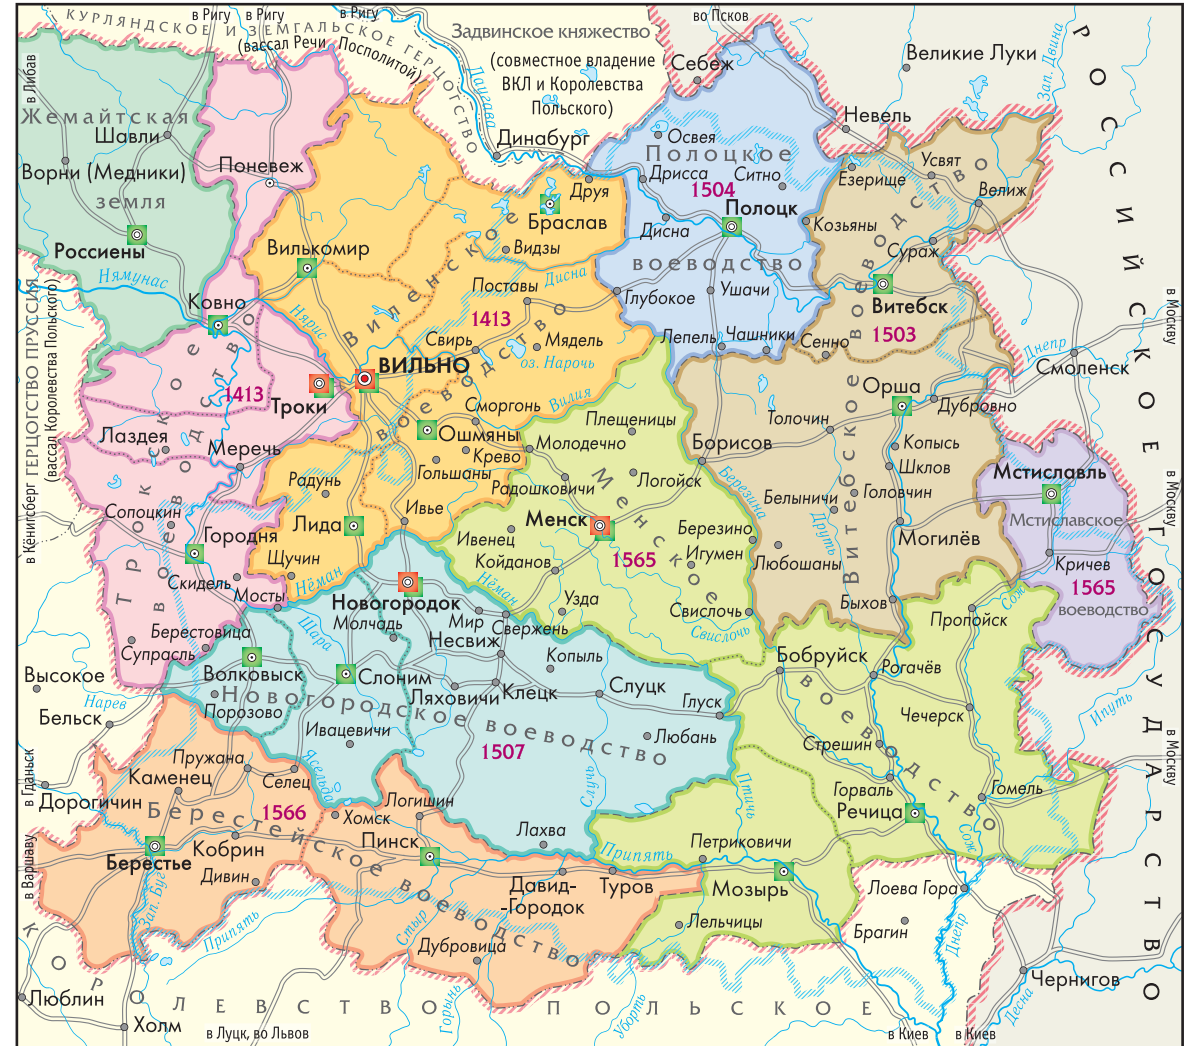 в Ригу
в Ригу
в Ригу
во Псков
КУРЛЯНДСКОЕ И ЗЕМГАЛЬСКОЕ ГЕРЦОГСТВО
(вассал Речи Посполитой)
Задвинское княжество
(совместное владение
ВКЛ и Королевства
Польского)
Даугава
Себеж
Великие Луки
Зап. Двина
РОССИЙСКОЕ ГОСУДАРСТВО
в Либав
Жемайтская
земля
Шавли
Ворни (Медники)
Россиены
Поневеж
Динабург
Невель
Освея
Полоцкое
воеводство
1504
Дрисса
Ситно
Полоцк
Дисна
Езерище
Усвят
Велиж
Козьяны
Сураж
Друя
Браслав
Видзы
Вилькомир
Нямунас
Ковно
Нярис
Виленское
воеводство
1413
Поставы
Дисна
Глубокое
Ушачи
Витебск
1503
Витебское
воеводство
Свирь
Мядель
оз. Нарочь
Лепель
Чашники
Сенно
Днепр
Смоленск
в Москву
ГЕРЦОГСТВО ПРУССИЯ
(вассал Королевства Польского)
в Кёнигсберг
Трокское
воеводство
1413
ВИЛЬНО
Троки
Орша
Дубровно
Лаздея
Меречь
Сморгонь
Вилия
Плещеницы
Ошмяны
Крево
Гольшаны
Молодечно
Борисов
Толочин
Копысь
Шклов
Мстиславль
в Москву
Радунь
Радошковичи
Логойск
Березина
Белыничи
Головчин
Сопоцкин
Городня
Лида
Ивье
Менск
Менское
воеводство
1565
Ивенец
Койданов
Березино
Игумен
Друть
Любошаны
Могилёв
Мстиславское
воеводство
1565
Кричев
Скидель
Щучин
Мосты
Нёман
Нёман
Новогородок
Молчадь
Мир
Свержень
Несвиж
Узда
Свислочь
Свислочь
Быхов
Сож
Пропойск
Берестовица
Супрасль
Щара
Волковыск
Порозово
Слоним
Ляховичи
Клецк
Копыль
Слуцк
Глуск
Бобруйск
Рогачёв
Новогородское воеводство
1507
Любань
Ивацевичи
Чечерск
Ипуть
Высокое
Нарев
Бельск
Стрешин
в Москву
в Гданьск
Дорогичин
Пружана
Каменец
Селец
Ясельда
Логишин
Хомск
Случь
Птичь
Горваль
Речица
Гомель
Сож
Берестейское воеводство
1566
в Варшаву
Берестье
Кобрин
Дивин
Зап. Буг
Пинск
Лахва
Припять
Петриковичи
Мозырь
Лоева Гора
Давид-
-Городок
Туров
Лельчицы
Брагин
Днепр
Припять
Стыр
Дубровица
Чернигов
Люблин
Холм
КОРОЛЕВСТВО ПОЛЬСКОЕ
Горынь
Уборть
Десна
в Луцк, во Львов
в Киев
в Киев